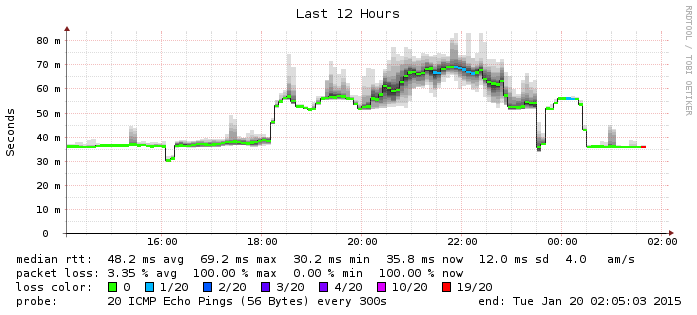 Last 12 Hours
RRDTOOL / TOBI OETIKER
Seconds
80 m
70 m
60 m
50 m
40 m
30 m
20 m
10 m
0
16:00 18:00 20:00 22:00 00:00 02:00
median rtt: 48.2 ms avg 69.2 ms max 30.2 ms min 35.8 ms now 12.0 ms sd 4.0 am/s
packet loss: 3.35 % avg 100.00 % max 0.00 % min 100.00 % now
loss color: 0 1/20 2/20 3/20 4/20 10/20 19/20
probe: 20 ICMP Echo Pings (56 Bytes) every 300s end: Tue Jan 20 02:05:03 2015